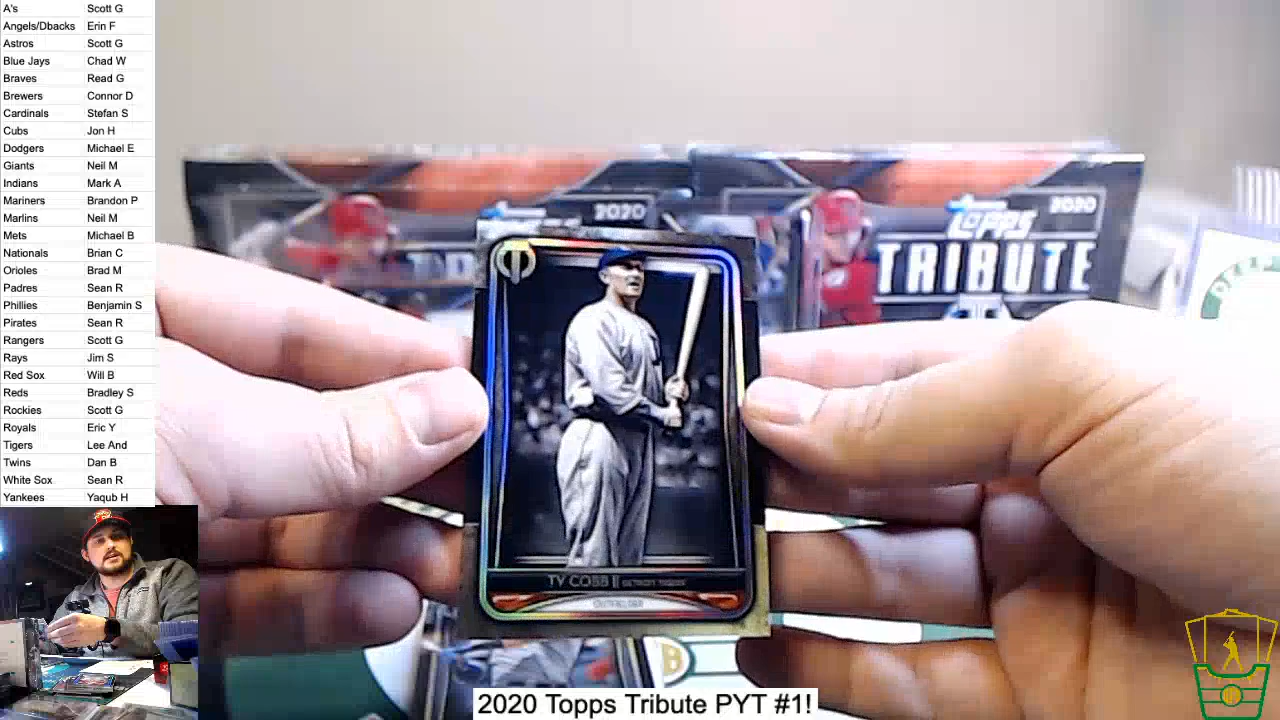 A's Scott G
Angels/Dbacks Erin F
Astros Scott G
Blue Jays Chad W
Braves Read G
Brewers Connor D
Cardinals Stefan S
Cubs Jon H
Dodgers Michael E
Giants Neil M
Indians Mark A
Mariners Brandon P
Marlins Neil M
Mets Michael B
Nationals Brian C
Orioles Brad M
Padres Sean R
Phillies Benjamin S
Pirates Sean R
Rangers Scott G
Rays Jim S
Red Sox Will B
Reds Bradley S
Rockies Scott G
Royals Eric Y
Tigers Lee And
Twins Dan B
White Sox Sean R
Yankees Yaqub H
2020
Topps 2020
TRIBUTE
TY COBB || DETROIT TIGERS
OUTFIELDER
2020 Topps Tribute PYT #1!